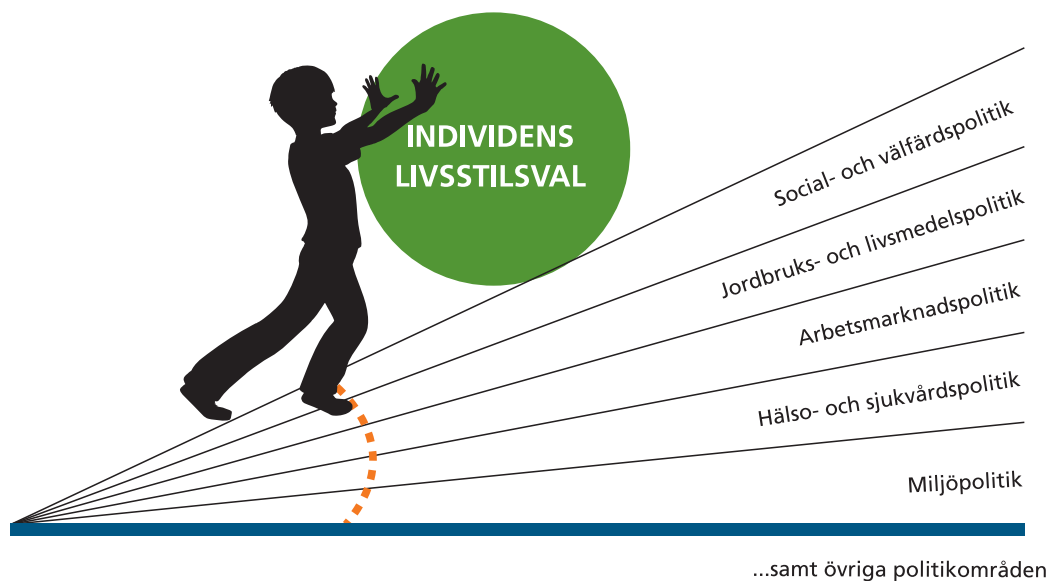 INDIVIDENS
LIVSSTILSVAL
Social- och välfärdspolitik
Jordbruks- och livsmedelspolitik
Arbetsmarknadspolitik
Hälso- och sjukvårdspolitik
Miljöpolitik
...samt övriga politikområden